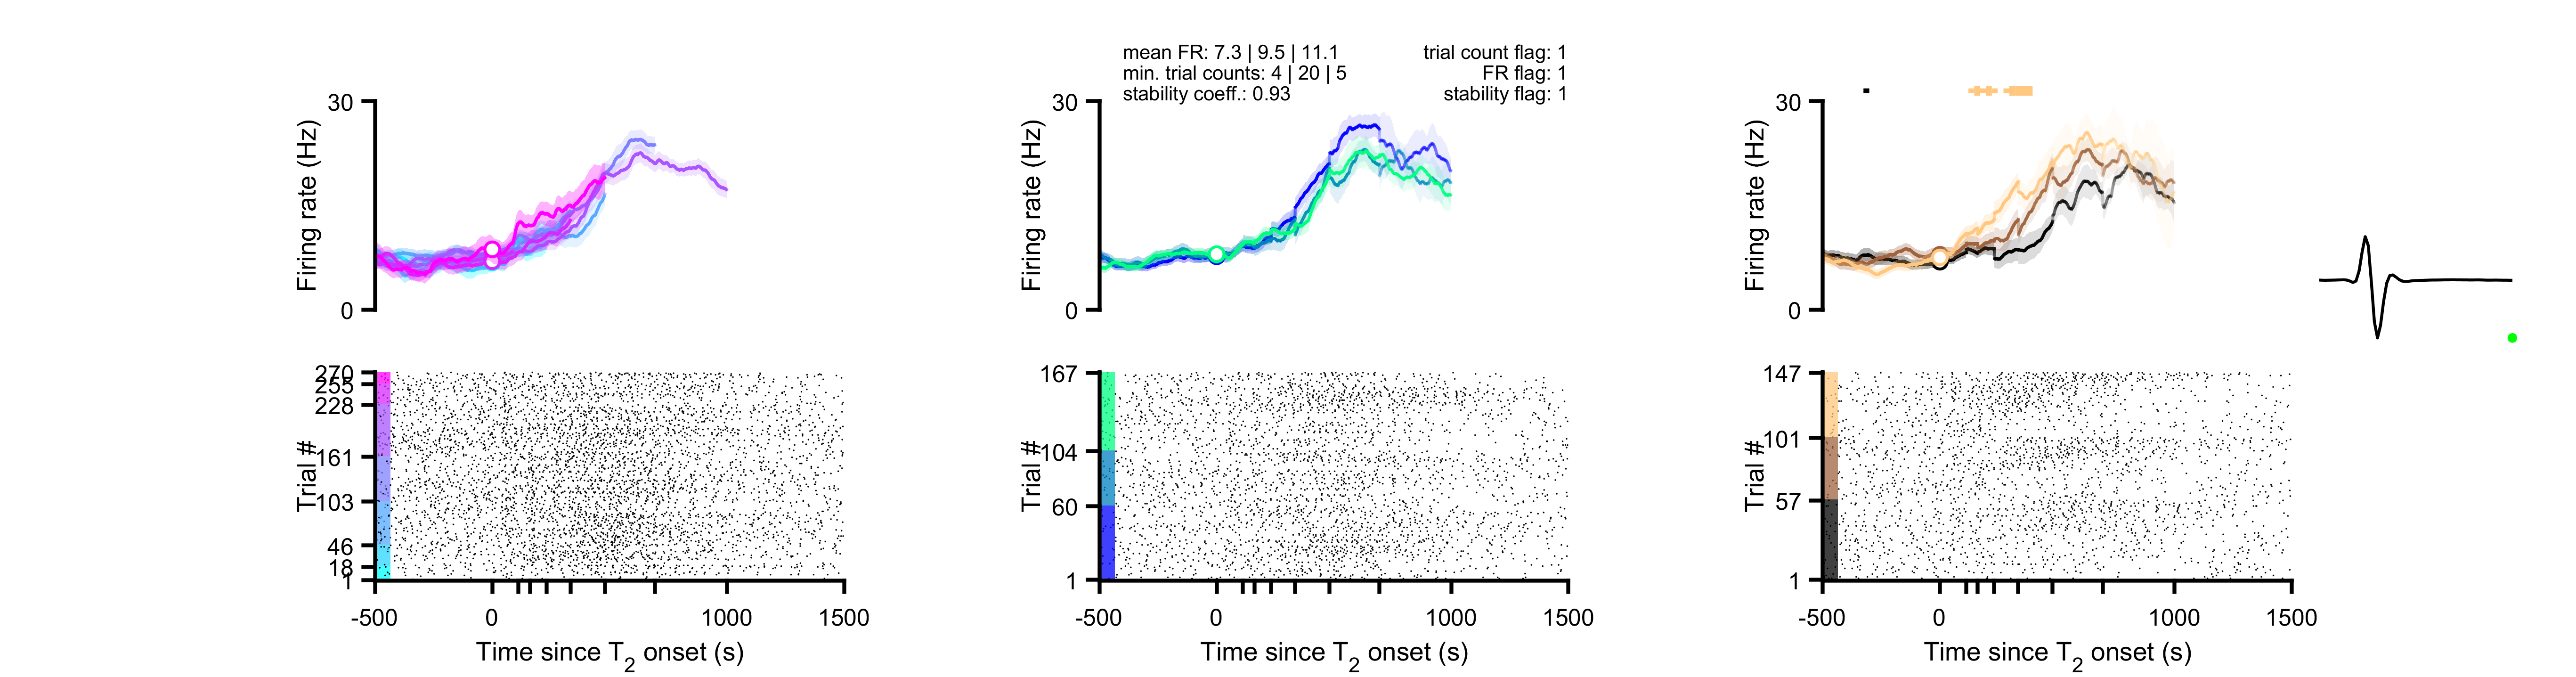 mean FR: 7.3 | 9.5 | 11.1
min. trial counts: 4 | 20 | 5
stability coeff.: 0.93
trial count flag: 1
FR flag: 1
stability flag: 1
30
Firing rate (Hz)
0
270
255
228
161
103
46
18
1
Trial #
-500
0
1000
1500
Time since T2 onset (s)
30
Firing rate (Hz)
0
167
104
60
1
Trial #
-500
0
1000
1500
Time since T2 onset (s)
30
Firing rate (Hz)
0
147
101
57
1
Trial #
-500
0
1000
1500
Time since T2 onset (s)